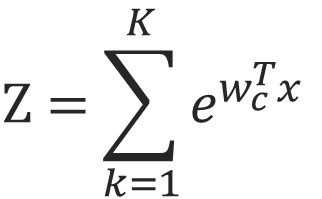 Z = \sum_{k=1}^{K} e^{w_c^T x}